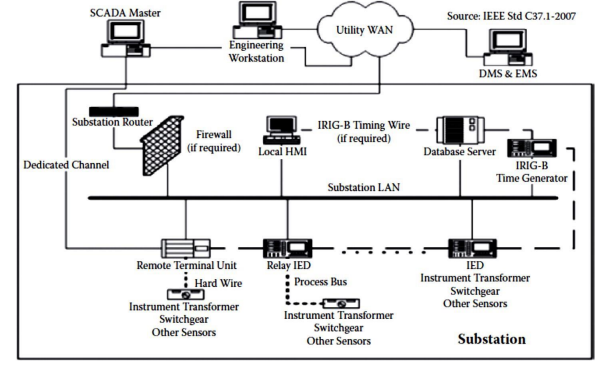 SCADA Master
Engineering
Workstation
Utility WAN
Source: IEEE Std C37.1-2007
DMS & EMS
Substation Router
Firewall
(if required)
Local HMI
IRIG-B Timing Wire
(if required)
Database Server
IRIG-B
Time Generator
Dedicated Channel
Substation LAN
Remote Terminal Unit
Hard Wire
Instrument Transformer
Switchgear
Other Sensors
Relay IED
Process Bus
Instrument Transformer
Switchgear
Other Sensors
IED
Instrument Transformer
Switchgear
Other Sensors
Substation